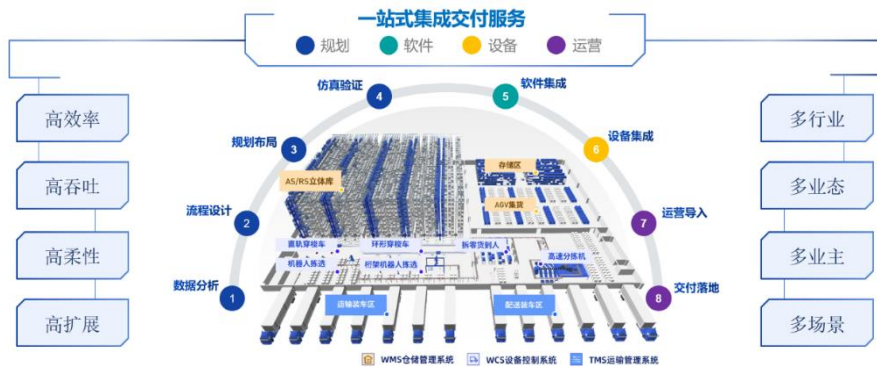 一站式集成交付服务
规划
软件
设备
运营
高效率
高吞吐
高柔性
高扩展
1
数据分析
2
流程设计
3
规划布局
4
仿真验证
5
软件集成
6
设备集成
7
运营导入
8
交付落地
AS/RS立体库
存储区
AGV集货
直轨穿梭车
环形穿梭车
拆零货到人
机器人拣选
桁架机器人拣选
高速分拣机
运输装车区
配送装车区
多行业
多业态
多业主
多场景
WMS仓储管理系统
WCS设备控制系统
TMS运输管理系统